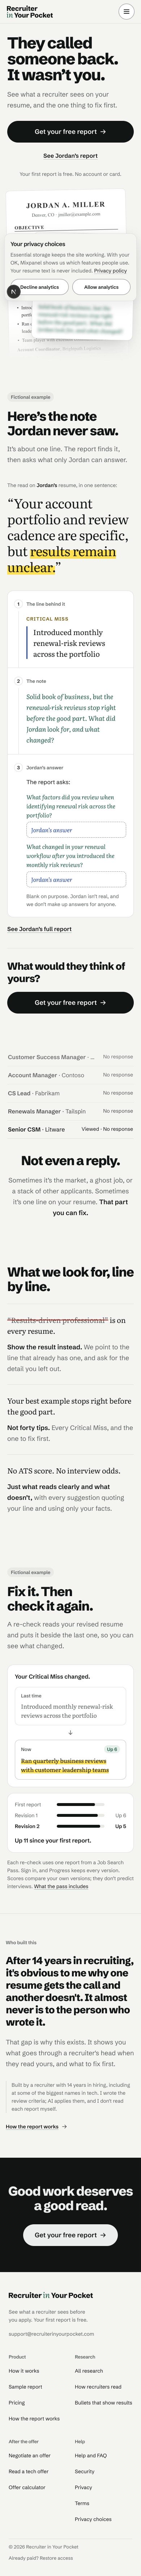 Recruiter
in Your Pocket
They called
someone back.
It wasn't you.
See what a recruiter sees on your
resume, and the one thing to fix first.
Get your free report →
See Jordan's report
Your first report is free. No account or card.
JORDAN A. MILLER
Denver, CO
OBJECTIVE
Your privacy choices
Essential storage keeps the site working. With your
OK, Mixpanel shows us which features people use.
Your resume text is never included. Privacy policy
Decline analytics
Allow analytics
Fictional example
Here's the note
Jordan never saw.
It's about one line. The report finds it,
then asks what only Jordan can answer.
The read on Jordan's resume, in one sentence:
“Your account
portfolio and review
cadence are specific,
but results remain
unclear.”
1 The line behind it
CRITICAL MISS
Introduced monthly
renewal-risk reviews
across the portfolio
2 The note
Solid book of business, but the
renewal-risk reviews stop right
before the good part. What did
Jordan look for, and what
changed?
3 Jordan's answer
The report asks:
What factors did you review when
identifying renewal risk across the
portfolio?
Jordan's answer
What changed in your renewal
workflow after you introduced the
monthly risk reviews?
Jordan's answer
Blank on purpose. Jordan isn't real, and
we don't make up answers for anyone.
See Jordan's full report
What would they think of
yours?
Get your free report →
Customer Success Manager · ... No response
Account Manager · Contoso No response
CS Lead · Fabrikam No response
Renewals Manager · Tailspin No response
Senior CSM · Litware Viewed · No response
Not even a reply.
Sometimes it's the market, a ghost job, or
a stack of other applicants. Sometimes
it's one line on your resume. That part
you can fix.
What we look for, line
by line.
“Results-driven professional” is on
every resume.
Show the result instead. We point to the
line that already has one, and ask for the
detail you left out.
Your best example stops right before
the good part.
Not forty tips. Every Critical Miss, and the
one to fix first.
No ATS score. No interview odds.
Just what reads clearly and what
doesn't, with every suggestion quoting
your line and using only your facts.
Fictional example
Fix it. Then
check it again.
A re-check reads your revised resume
and puts it beside the last one, so you can
see what changed.
Your Critical Miss changed.
Last time
Introduced monthly renewal-risk
reviews across the portfolio
↓
Now Up 5
Ran quarterly business reviews
with customer leadership teams
First report
Revision 1 Up 6
Revision 2 Up 5
Up 11 since your first report.
Each re-check uses one report from a Job Search
Pass. Sign in, and Progress keeps every version.
Scores compare your own versions; they don't predict
interviews. What the pass includes
Who built this
After 14 years in recruiting,
it's obvious to me why one
resume gets the call and
another doesn't. It almost
never is to the person who
wrote it.
That gap is why this exists. It shows you
what goes through a recruiter's head when
they read yours, and what to fix first.
Built by a recruiter with 14 years in hiring, including
at some of the biggest names in tech. I wrote the
review criteria; AI applies them, and I don't read
each report myself.
How the report works →
Good work deserves
a good read.
Get your free report →
Recruiter in Your Pocket
See what a recruiter sees before
you apply. Your first report is free.
support@recruiterinyourpocket.com
Product
How it works
Sample report
Pricing
How the report works
Research
All research
How recruiters read
Bullets that show results
After the offer
Negotiate an offer
Read a tech offer
Offer calculator
Help
Help and FAQ
Security
Privacy
Terms
Privacy choices
© 2026 Recruiter In Your Pocket
Already paid? Restore access